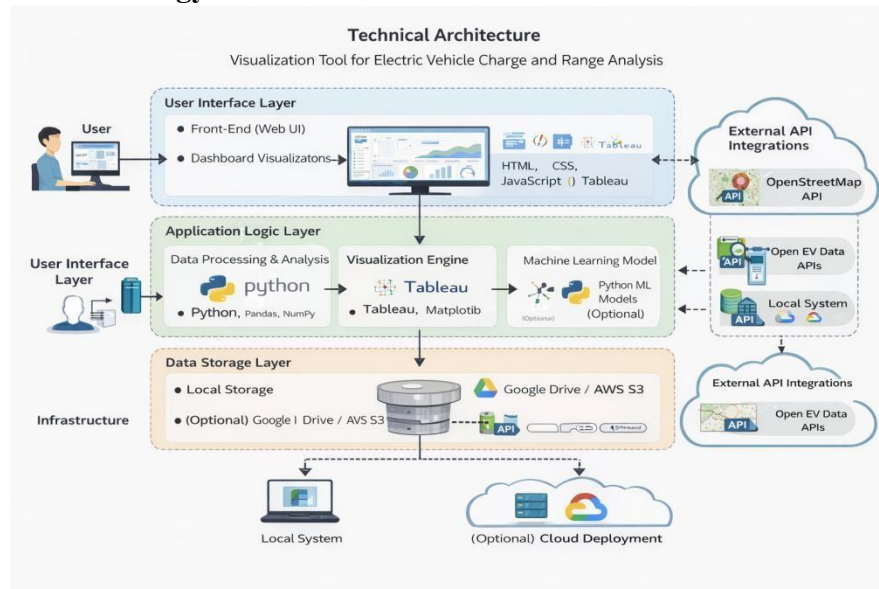 gy
Technical Architecture
Visualization Tool for Electric Vehicle Charge and Range Analysis
User Interface Layer
User
• Front-End (Web UI)
• Dashboard Visualizatons
Tableau
HTML, CSS,
JavaScript () Tableau
External API
Integrations
API
OpenStreetMap
API
Application Logic Layer
User Interface
Layer
Data Processing & Analysis
python
• Python, Pandas, NumPy
Visualization Engine
Tableau
• Tableau, Matplotib
Machine Learning Model
(Optional)
Python ML
Models
(Optional)
API
Open EV Data
APIs
API
Local System
Data Storage Layer
Infrastructure
• Local Storage
• (Optional) Google I Drive / AVS S3
Google Drive / AWS S3
API
External API Integrations
API
Open EV Data
APIs
Local System
(Optional) Cloud Deployment